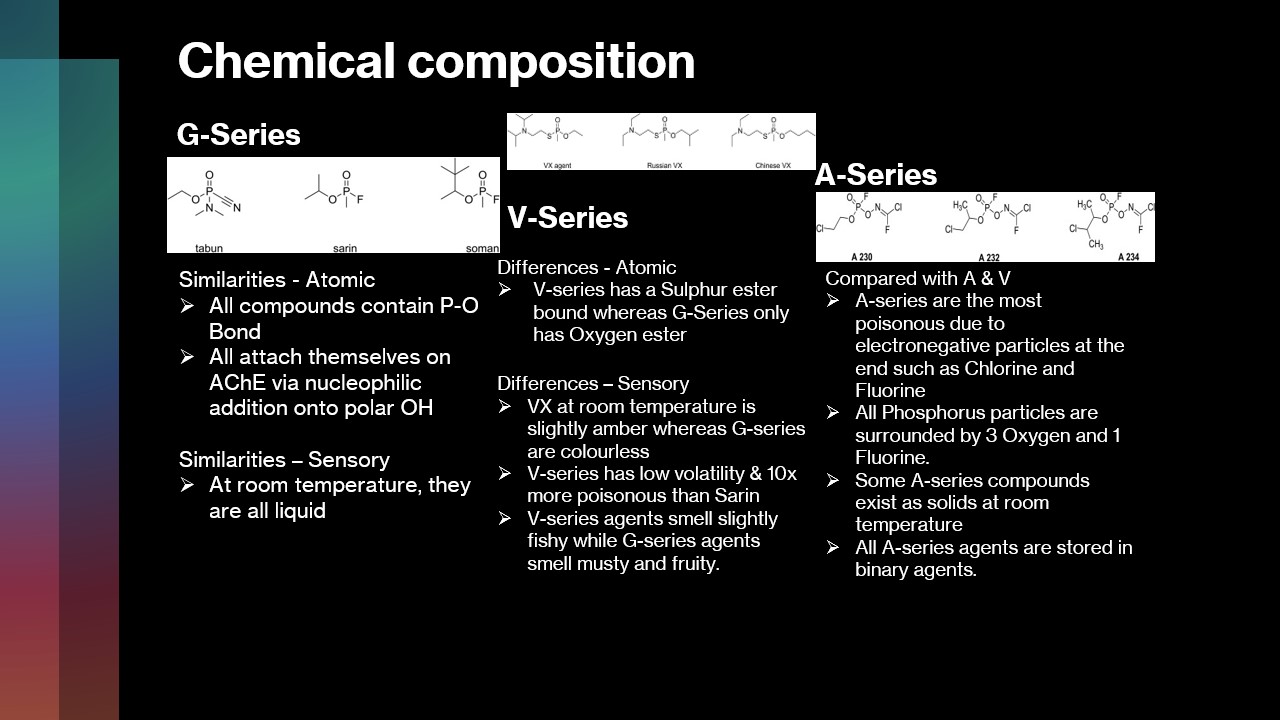 Chemical composition
G-Series
tabun
sarin
soman
Similarities - Atomic
➢ All compounds contain P-O
Bond
➢ All attach themselves on
AChE via nucleophilic
addition onto polar OH
Similarities – Sensory
➢ At room temperature, they
are all liquid
VX agent
Russian VX
Chinese VX
V-Series
Differences - Atomic
➢ V-series has a Sulphur ester
bound whereas G-Series only
has Oxygen ester
Differences – Sensory
➢ VX at room temperature is
slightly amber whereas G-series
are colourless
➢ V-series has low volatility & 10x
more poisonous than Sarin
➢ V-series agents smell slightly
fishy while G-series agents
smell musty and fruity.
A-Series
A 230
A 232
A 234
Compared with A & V
➢ A-series are the most
poisonous due to
electronegative particles at the
end such as Chlorine and
Fluorine
➢ All Phosphorus particles are
surrounded by 3 Oxygen and 1
Fluorine.
➢ Some A-series compounds
exist as solids at room
temperature
➢ All A-series agents are stored in
binary agents.